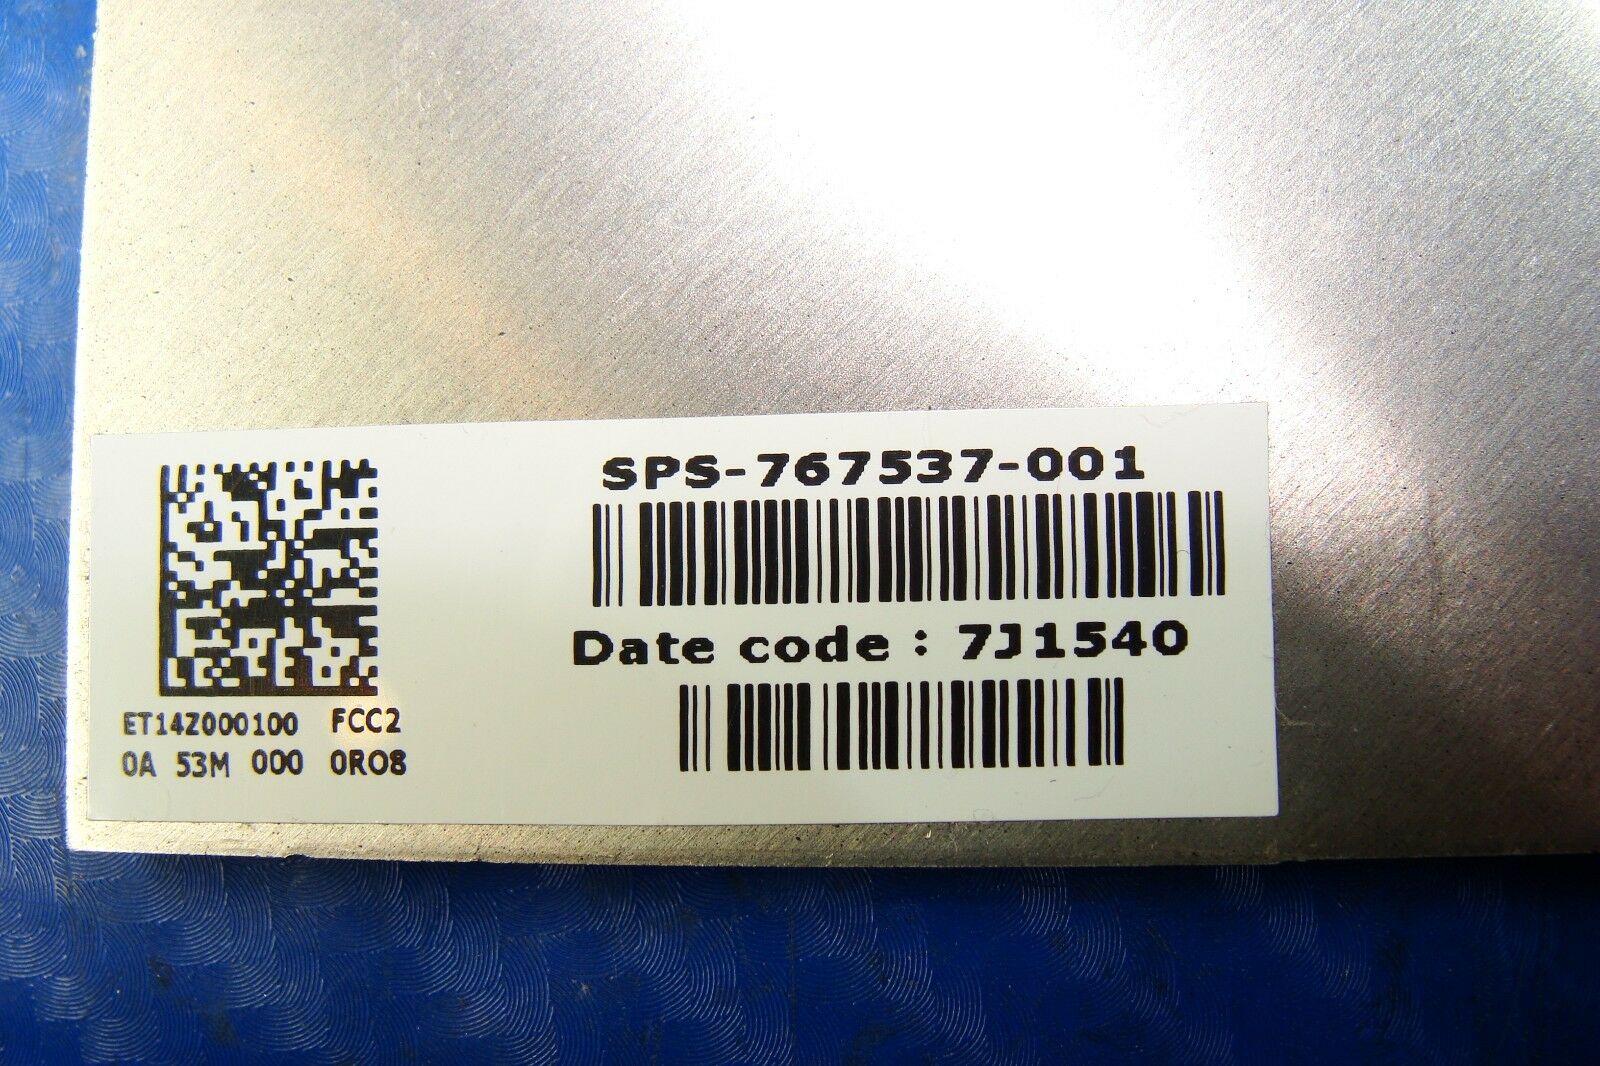 SPS-767537-001
Date code : 7J1540
ET14Z000100 FCC2
0A 53M 000 0R08